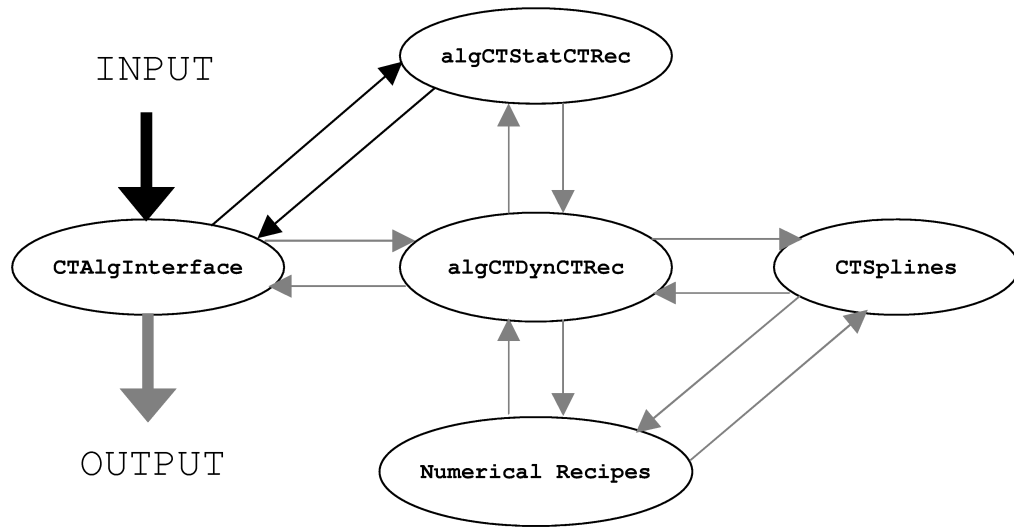 INPUT
algCTStatCTRec
CTAlgInterface
algCTDynCTRec
CTSplines
OUTPUT
Numerical Recipes